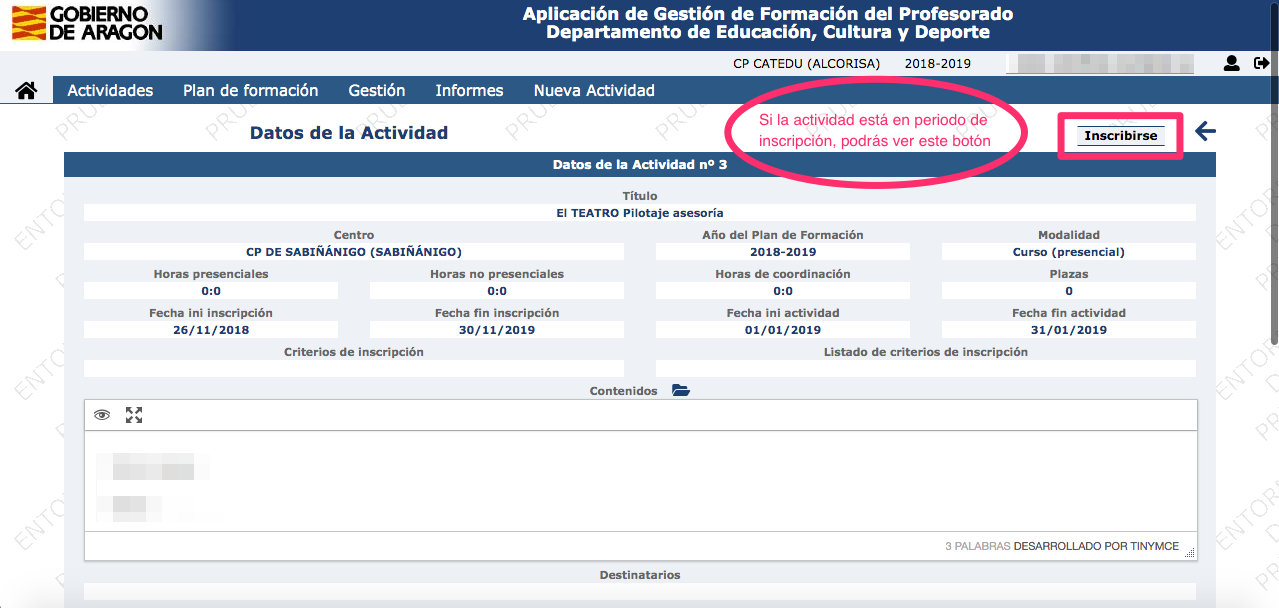 GOBIERNO
DE ARAGON
Aplicación de Gestión de Formación del Profesorado
Departamento de Educación, Cultura y Deporte
CP CATEDU (ALCORISA) 2018-2019
Actividades Plan de formación Gestión Informes Nueva Actividad
Datos de la Actividad
Si la actividad está en periodo de
inscripción, podrás ver este botón
Inscribirse
Datos de la Actividad nº 3
Título
El TEATRO Pilotaje asesoría
Centro Año del Plan de Formación Modalidad
CP DE SABIÑÁNIGO (SABIÑÁNIGO) 2018-2019 Curso (presencial)
Horas presenciales Horas no presenciales Horas de coordinación Plazas
0:0 0:0 0:0 0
Fecha ini inscripción Fecha fin inscripción Fecha ini actividad Fecha fin actividad
26/11/2018 30/11/2019 01/01/2019 31/01/2019
Criterios de inscripción Listado de criterios de inscripción
Contenidos
3 PALABRAS DESARROLLADO POR TINYMCE
Destinatarios